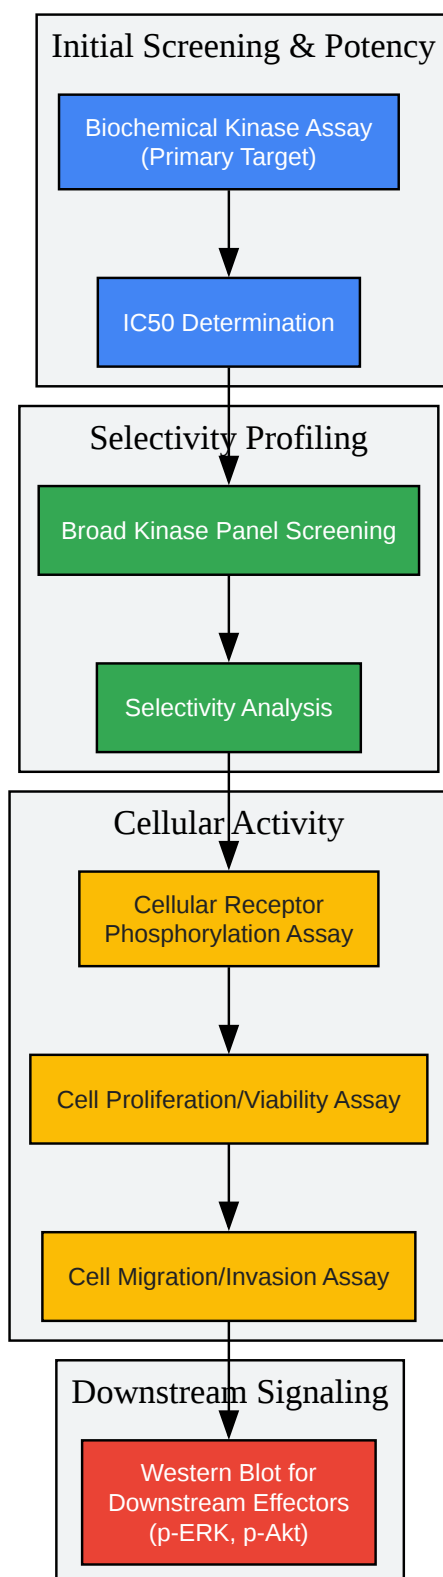 Initial Screening & Potency
Biochemical Kinase Assay
(Primary Target)
IC50 Determination
Selectivity Profiling
Broad Kinase Panel Screening
Selectivity Analysis
Cellular Activity
Cellular Receptor
Phosphorylation Assay
Cell Proliferation/Viability Assay
Cell Migration/Invasion Assay
Downstream Signaling
Western Blot for
Downstream Effectors
(p-ERK, p-Akt)